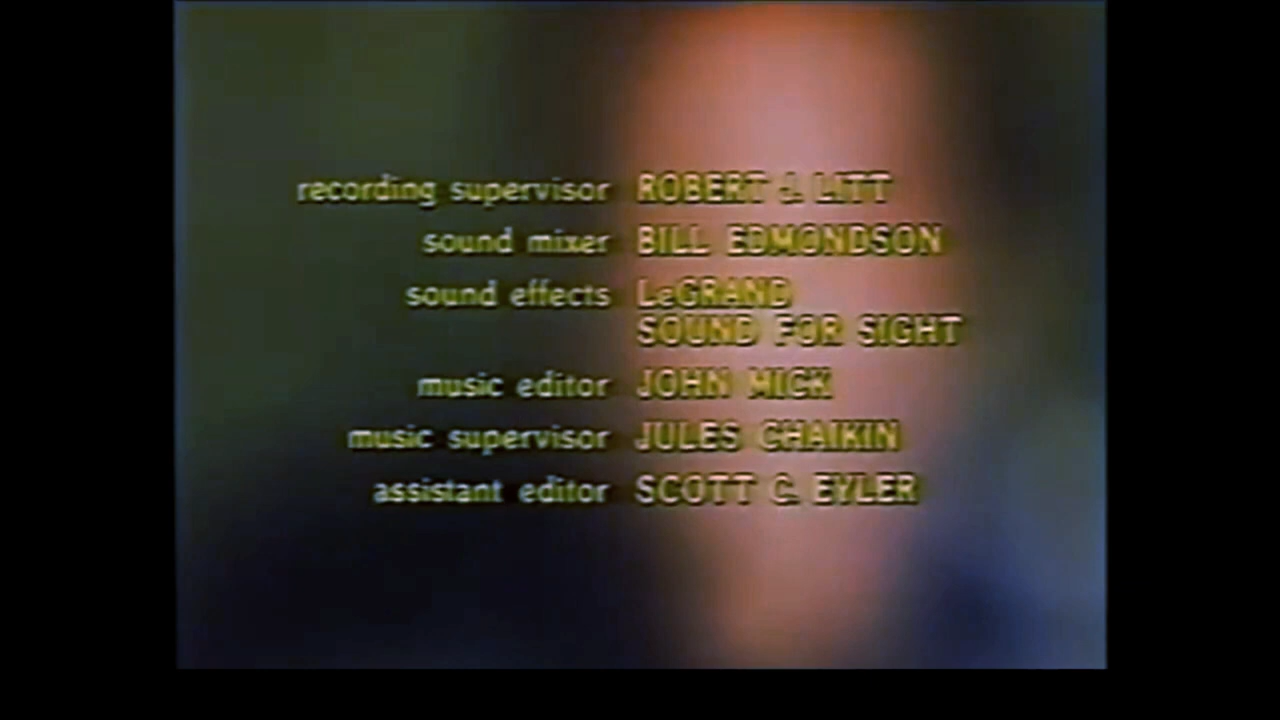 recording supervisor ROBERT J. LITT
sound mixer BILL EDMONDSON
sound effects LeGRAND
SOUND FOR SIGHT
music editor JOHN MICK
music supervisor JULES CHAIKIN
assistant editor SCOTT C. EYLER